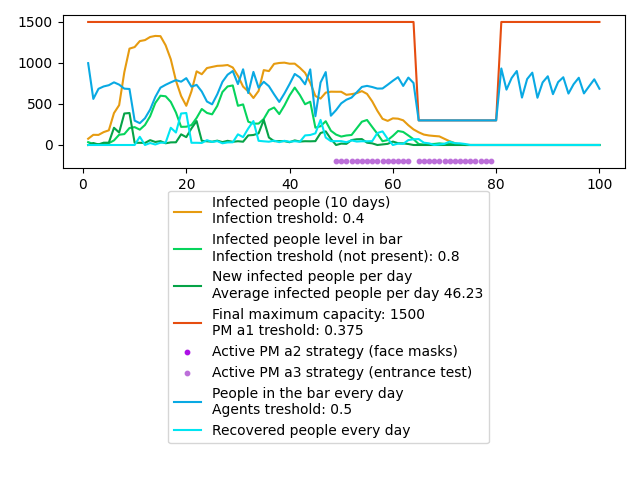 1500
1000
500
0
0
20
40
60
80
100
Infected people (10 days)
Infection treshold: 0.4
Infected people level in bar
Infection treshold (not present): 0.8
New infected people per day
Average infected people per day 46.23
Final maximum capacity: 1500
PM a1 treshold: 0.375
Active PM a2 strategy (face masks)
Active PM a3 strategy (entrance test)
People in the bar every day
Agents treshold: 0.5
Recovered people every day